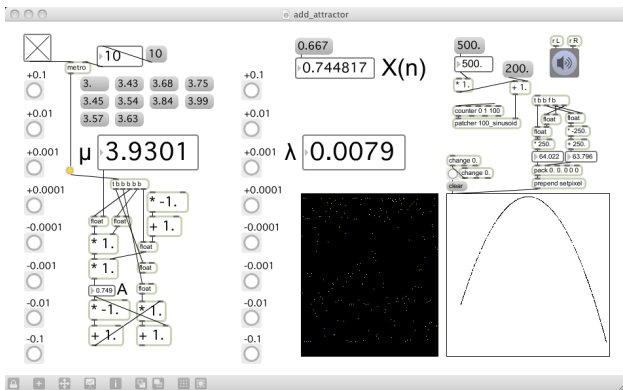 add_attractor
10
10
metro
0.667
0.744817
X(n)
500.
500.
r L
r R
200.
* 1.
+ 1.
+0.1
3.
3.43
3.68
3.75
3.45
3.54
3.84
3.99
3.57
3.63
+0.1
counter 0 1 100
t b b f b
patcher 100_sinusoid
float
float
+0.01
+0.01
float
* -250.
* 250.
+ 250.
+0.001
μ
3.9301
+0.001
λ
0.0079
64.022
63.796
change 0.
change 0.
pack 0. 0. 0 0 0
clear
prepend setpixel
+0.0001
t b b b b b
+0.0001
* -1.
float
float
+ 1.
-0.0001
-0.0001
* 1.
float
-0.001
* 1.
float
-0.001
0.749
A
float
-0.01
* -1.
* 1.
-0.01
+ 1.
+ 1.
-0.1
-0.1